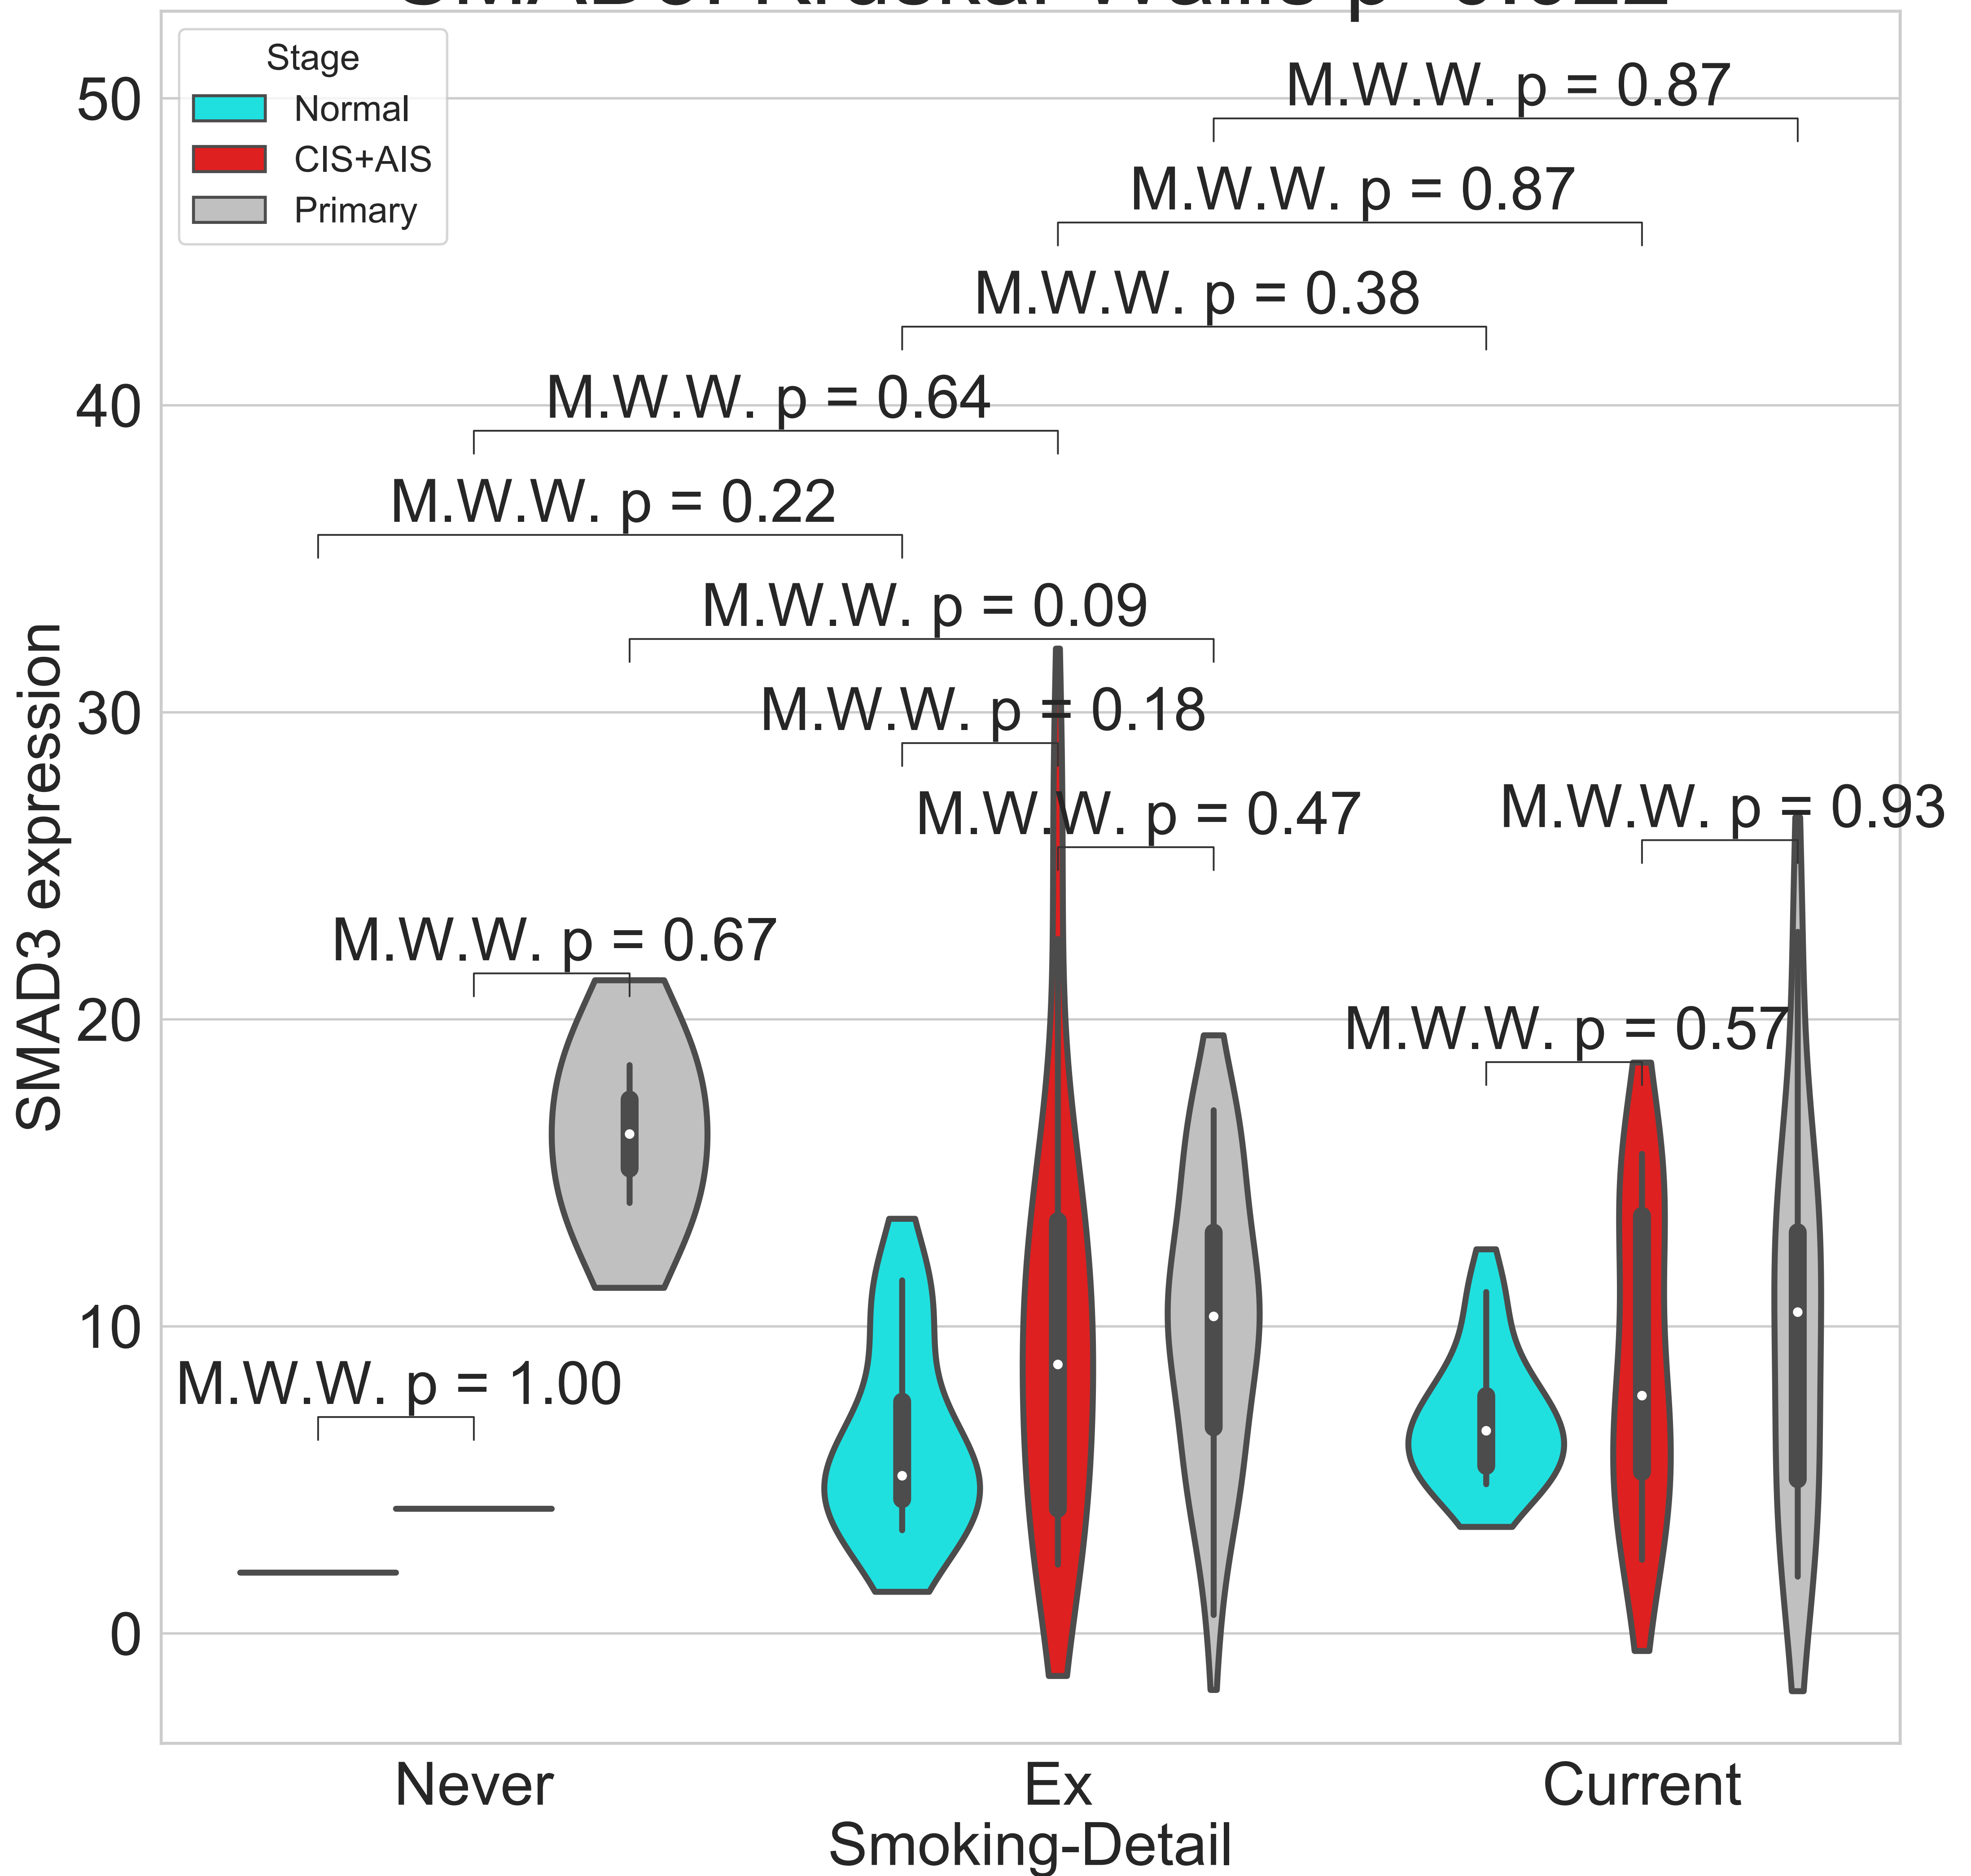 Stage
Normal
CIS+AIS
Primary
M.W.W. p = 0.87
M.W.W. p = 0.87
M.W.W. p = 0.38
M.W.W. p = 0.64
M.W.W. p = 0.22
M.W.W. p = 0.09
M.W.W. p = 0.18
M.W.W. p = 0.47
M.W.W. p = 0.93
M.W.W. p = 0.67
M.W.W. p = 0.57
M.W.W. p = 1.00
50
40
30
20
10
0
SMAD3 expression
Never
Ex
Current
Smoking-Detail